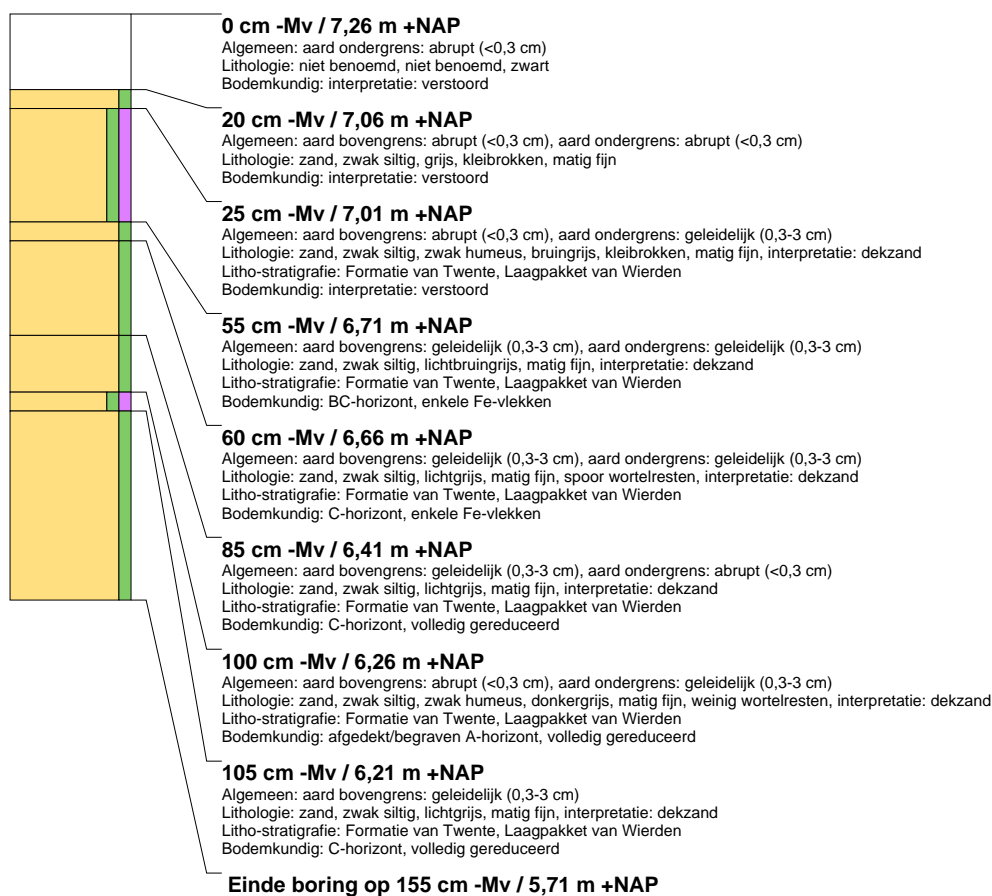 0 cm -Mv / 7,26 m +NAP
Algemeen: aard ondergrens: abrupt (<0,3 cm)
Lithologie: niet benoemd, niet benoemd, zwart
Bodemkundig: interpretatie: verstoord
20 cm -Mv / 7,06 m +NAP
Algemeen: aard bovengrens: abrupt (<0,3 cm), aard ondergrens: abrupt (<0,3 cm)
Lithologie: zand, zwak siltig, grijs, kleibrokken, matig fijn
Bodemkundig: interpretatie: verstoord
25 cm -Mv / 7,01 m +NAP
Algemeen: aard bovengrens: abrupt (<0,3 cm), aard ondergrens: geleidelijk (0,3-3 cm)
Lithologie: zand, zwak siltig, zwak humeus, bruingrijs, kleibrokken, matig fijn, interpretatie: dekzand
Litho-stratigrafie: Formatie van Twente, Laagpakket van Wierden
Bodemkundig: interpretatie: verstoord
55 cm -Mv / 6,71 m +NAP
Algemeen: aard bovengrens: geleidelijk (0,3-3 cm), aard ondergrens: geleidelijk (0,3-3 cm)
Lithologie: zand, zwak siltig, lichtbruingrijs, matig fijn, interpretatie: dekzand
Litho-stratigrafie: Formatie van Twente, Laagpakket van Wierden
Bodemkundig: BC-horizont, enkele Fe-vlekken
60 cm -Mv / 6,66 m +NAP
Algemeen: aard bovengrens: geleidelijk (0,3-3 cm), aard ondergrens: geleidelijk (0,3-3 cm)
Lithologie: zand, zwak siltig, lichtgrijs, matig fijn, spoor wortelresten, interpretatie: dekzand
Litho-stratigrafie: Formatie van Twente, Laagpakket van Wierden
Bodemkundig: C-horizont, enkele Fe-vlekken
85 cm -Mv / 6,41 m +NAP
Algemeen: aard bovengrens: geleidelijk (0,3-3 cm), aard ondergrens: abrupt (<0,3 cm)
Lithologie: zand, zwak siltig, lichtgrijs, matig fijn, interpretatie: dekzand
Litho-stratigrafie: Formatie van Twente, Laagpakket van Wierden
Bodemkundig: C-horizont, volledig gereduceerd
100 cm -Mv / 6,26 m +NAP
Algemeen: aard bovengrens: abrupt (<0,3 cm), aard ondergrens: geleidelijk (0,3-3 cm)
Lithologie: zand, zwak siltig, zwak humeus, donkergrijs, matig fijn, weinig wortelresten, interpretatie: dekzand
Litho-stratigrafie: Formatie van Twente, Laagpakket van Wierden
Bodemkundig: afgedekt/begraven A-horizont, volledig gereduceerd
105 cm -Mv / 6,21 m +NAP
Algemeen: aard bovengrens: geleidelijk (0,3-3 cm)
Lithologie: zand, zwak siltig, lichtgrijs, matig fijn, interpretatie: dekzand
Litho-stratigrafie: Formatie van Twente, Laagpakket van Wierden
Bodemkundig: C-horizont, volledig gereduceerd
Einde boring op 155 cm -Mv / 5,71 m +NAP